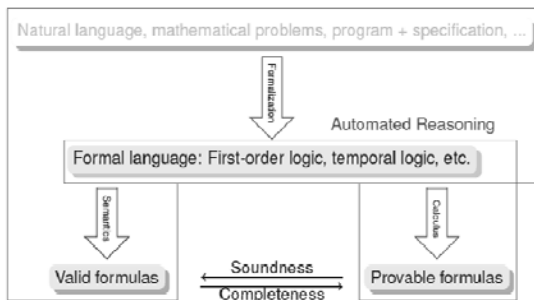 Natural language, mathematical problems, program + specification, ...
Formalization
Automated Reasoning
Formal language: First-order logic, temporal logic, etc.
Semantics
Calculus
Valid formulas
Soundness
Completeness
Provable formulas